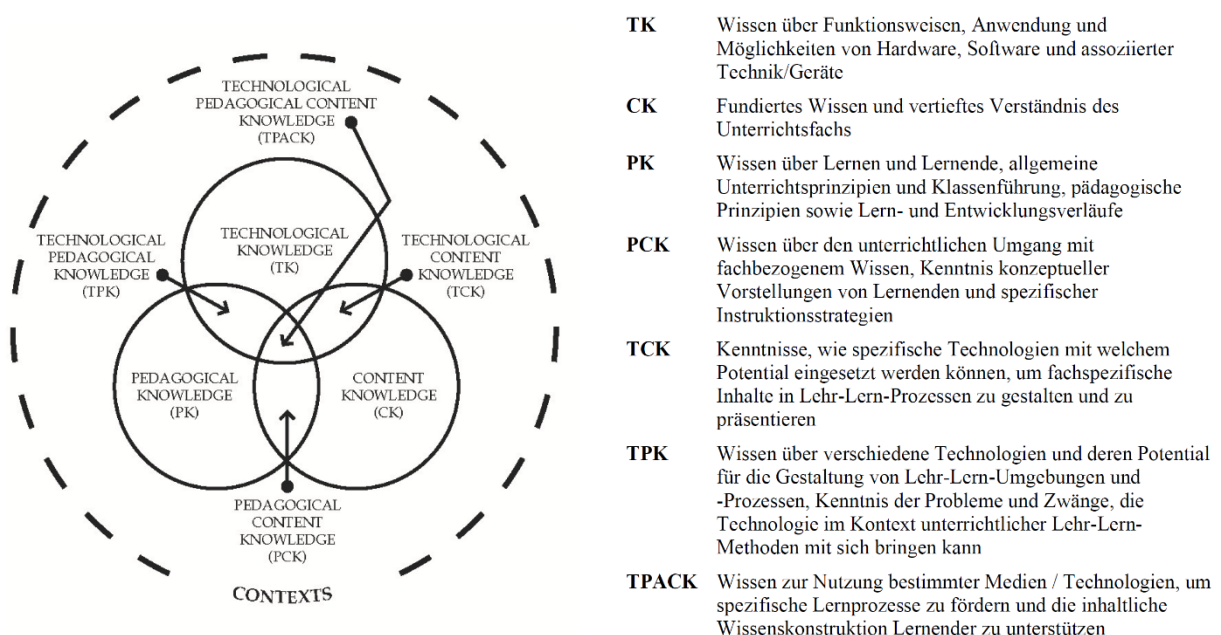 TECHNOLOGICAL
PEDAGOGICAL CONTENT
KNOWLEDGE
(TPACK)
TECHNOLOGICAL
PEDAGOGICAL
KNOWLEDGE
(TPK)
TECHNOLOGICAL
KNOWLEDGE
(TK)
TECHNOLOGICAL
CONTENT
KNOWLEDGE
(TCK)
PEDAGOGICAL
KNOWLEDGE
(PK)
CONTENT
KNOWLEDGE
(CK)
PEDAGOGICAL
CONTENT
KNOWLEDGE
(PCK)
CONTEXTS
TK Wissen über Funktionsweisen, Anwendung und
Möglichkeiten von Hardware, Software und assoziierter
Technik/Geräte
CK Fundiertes Wissen und vertieftes Verständnis des
Unterrichtsfachs
PK Wissen über Lernen und Lernende, allgemeine
Unterrichtsprinzipien und Klassenführung, pädagogische
Prinzipien sowie Lern- und Entwicklungsverläufe
PCK Wissen über den unterrichtlichen Umgang mit
fachbezogenem Wissen, Kenntnis konzeptueller
Vorstellungen von Lernenden und spezifischer
Instruktionsstrategien
TCK Kenntnisse, wie spezifische Technologien mit welchem
Potential eingesetzt werden können, um fachspezifische
Inhalte in Lehr-Lern-Prozessen zu gestalten und zu
präsentieren
TPK Wissen über verschiedene Technologien und deren Potential
für die Gestaltung von Lehr-Lern-Umgebungen und
-Prozessen, Kenntnis der Probleme und Zwänge, die
Technologie im Kontext unterrichtlicher Lehr-Lern-
Methoden mit sich bringen kann
TPACK Wissen zur Nutzung bestimmter Medien / Technologien, um
spezifische Lernprozesse zu fördern und die inhaltliche
Wissenskonstruktion Lernender zu unterstützen